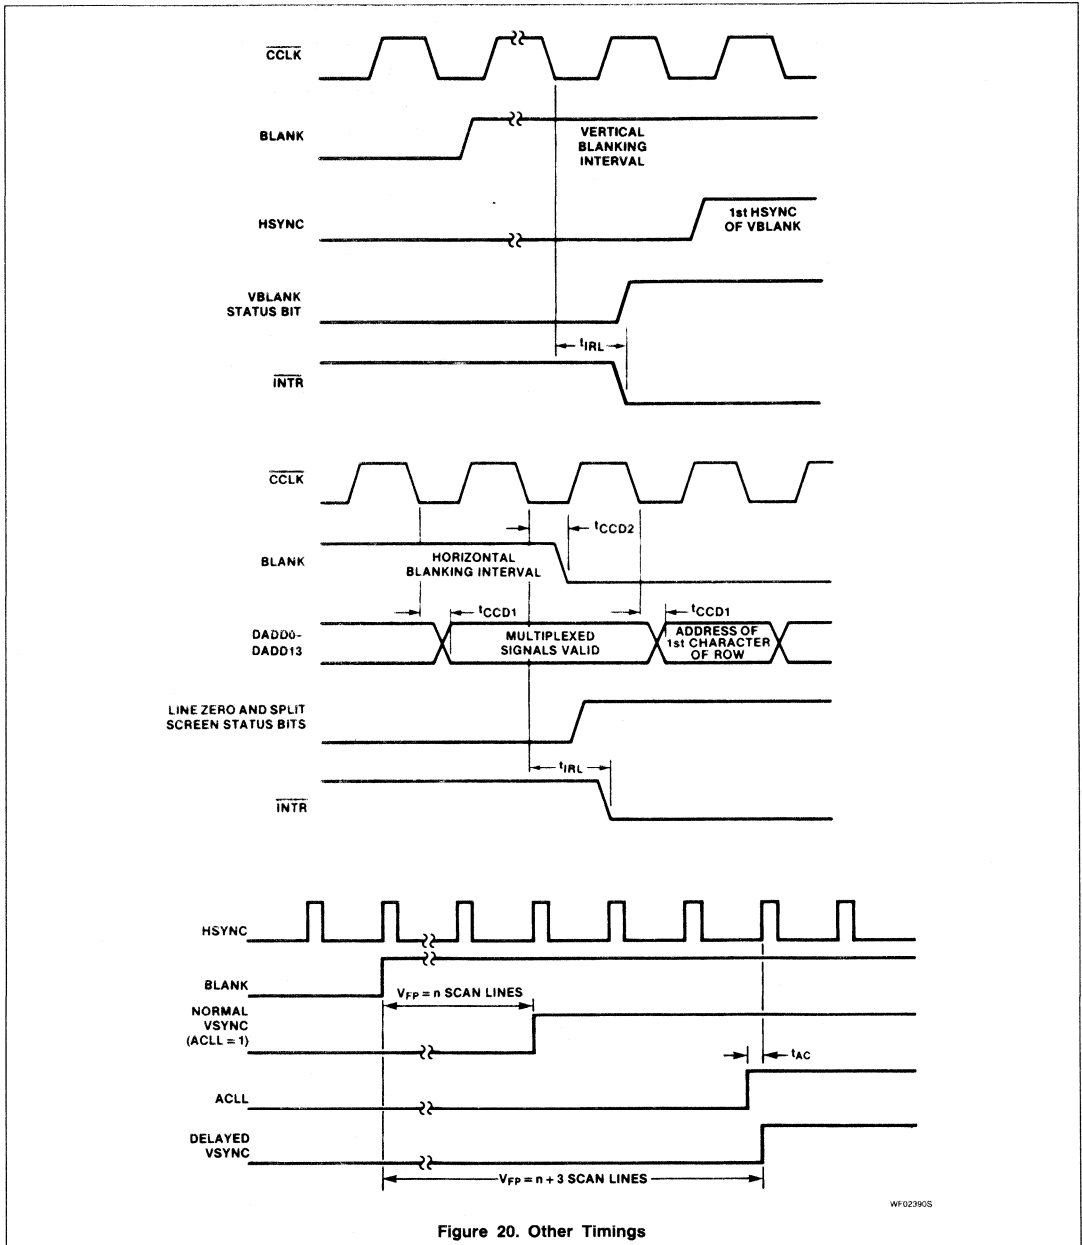 CCLK
BLANK
VERTICAL
BLANKING
INTERVAL
HSYNC
1st HSYNC
OF VBLANK
VBLANK
STATUS BIT
tIRL
INTR
CCLK
tCCD2
BLANK
HORIZONTAL
BLANKING INTERVAL
tCCD1
tCCD1
DADD0-
DADD13
MULTIPLEXED
SIGNALS VALID
ADDRESS OF
1st CHARACTER
OF ROW
LINE ZERO AND SPLIT
SCREEN STATUS BITS
tIRL
INTR
HSYNC
BLANK
VFP = n SCAN LINES
NORMAL
VSYNC
(ACLL = 1)
tAC
ACLL
DELAYED
VSYNC
VFP = n + 3 SCAN LINES
WF02390S
Figure 20. Other Timings